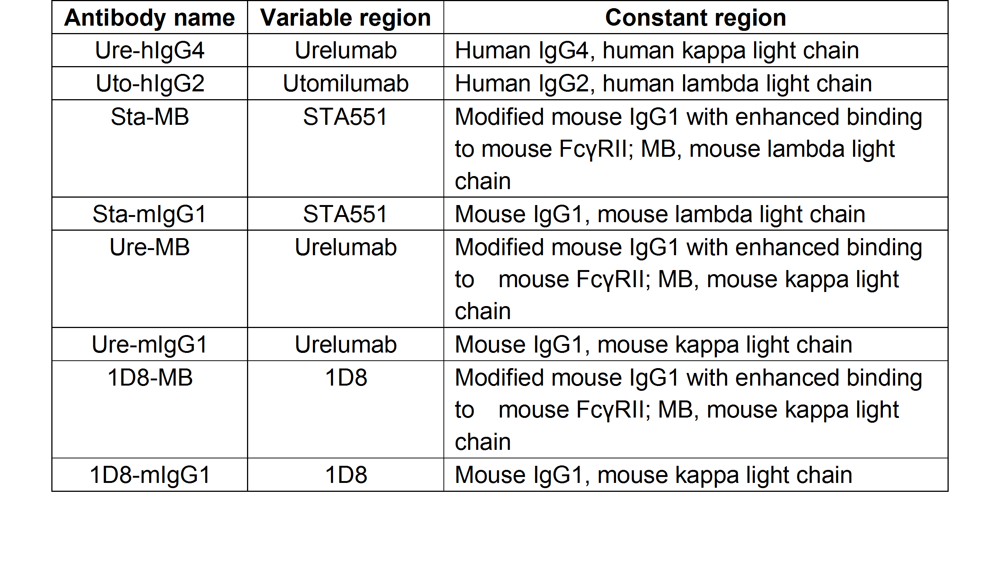 Antibody name Variable region Constant region
Ure-hIgG4 Urelumab Human IgG4, human kappa light chain
Uto-hIgG2 Utomilumab Human IgG2, human lambda light chain
Sta-MB STA551 Modified mouse IgG1 with enhanced binding
to mouse FcγRII; MB, mouse lambda light
chain
Sta-mIgG1 STA551 Mouse IgG1, mouse lambda light chain
Ure-MB Urelumab Modified mouse IgG1 with enhanced binding
to mouse FcγRII; MB, mouse kappa light
chain
Ure-mIgG1 Urelumab Mouse IgG1, mouse kappa light chain
1D8-MB 1D8 Modified mouse IgG1 with enhanced binding
to mouse FcγRII; MB, mouse kappa light
chain
1D8-mIgG1 1D8 Mouse IgG1, mouse kappa light chain